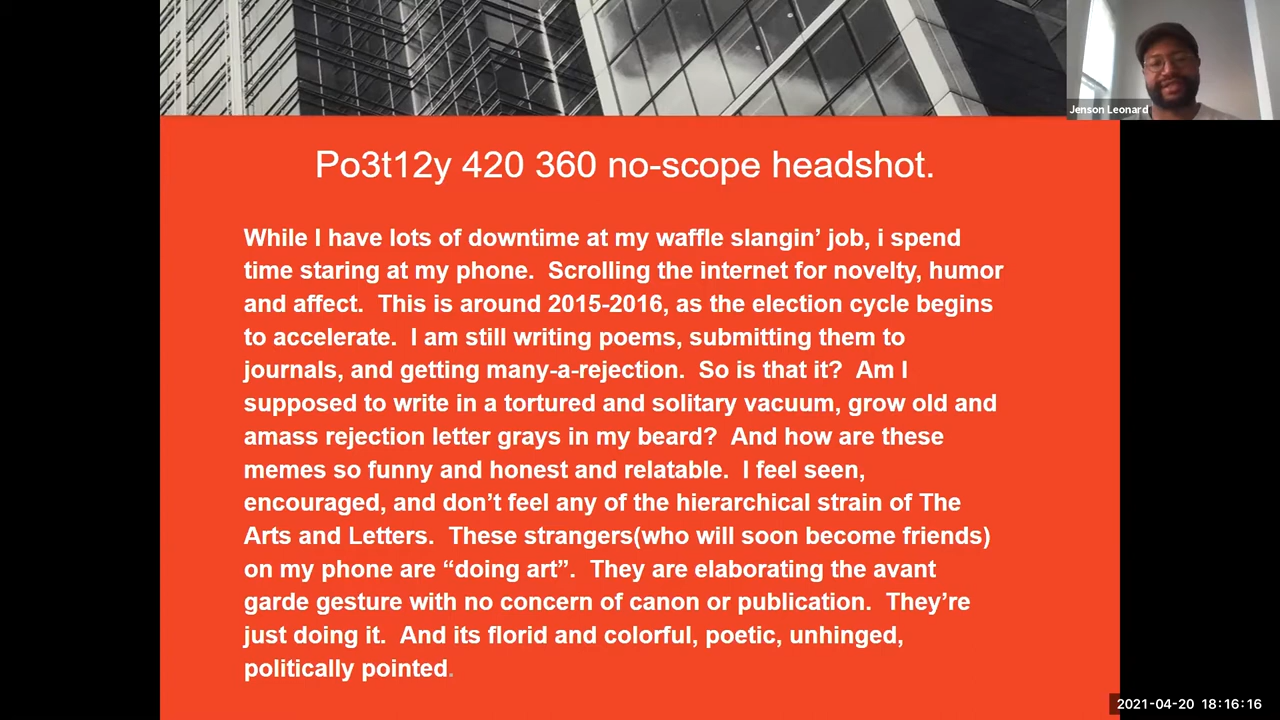 Jenson Leonard
Po3t12y 420 360 no-scope headshot.
While I have lots of downtime at my waffle slangin’ job, i spend
time staring at my phone.  Scrolling the internet for novelty, humor
and affect.  This is around 2015-2016, as the election cycle begins
to accelerate.  I am still writing poems, submitting them to
journals, and getting many-a-rejection.  So is that it?  Am I
supposed to write in a tortured and solitary vacuum, grow old and
amass rejection letter grays in my beard?  And how are these
memes so funny and honest and relatable.  I feel seen,
encouraged, and don’t feel any of the hierarchical strain of The
Arts and Letters.  These strangers(who will soon become friends)
on my phone are “doing art”.  They are elaborating the avant
garde gesture with no concern of canon or publication.  They’re
just doing it.  And its florid and colorful, poetic, unhinged,
politically pointed.
2021-04-20 18:16:16